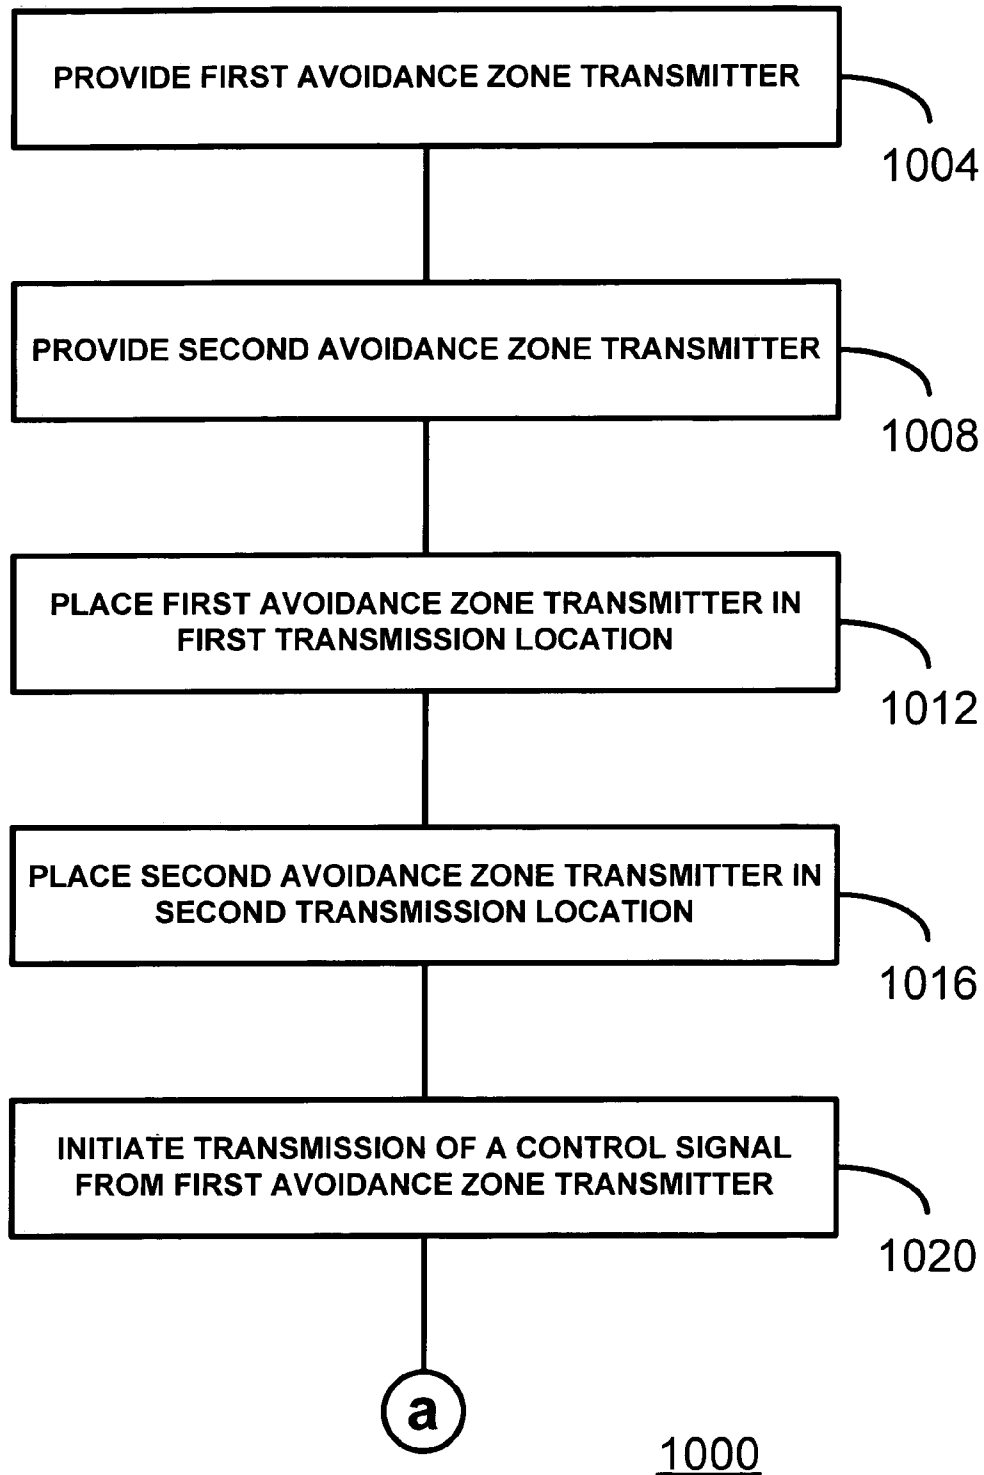 PROVIDE FIRST AVOIDANCE ZONE TRANSMITTER
1004
PROVIDE SECOND AVOIDANCE ZONE TRANSMITTER
1008
PLACE FIRST AVOIDANCE ZONE TRANSMITTER IN
FIRST TRANSMISSION LOCATION
1012
PLACE SECOND AVOIDANCE ZONE TRANSMITTER IN
SECOND TRANSMISSION LOCATION
1016
INITIATE TRANSMISSION OF A CONTROL SIGNAL
FROM FIRST AVOIDANCE ZONE TRANSMITTER
1020
a
1000